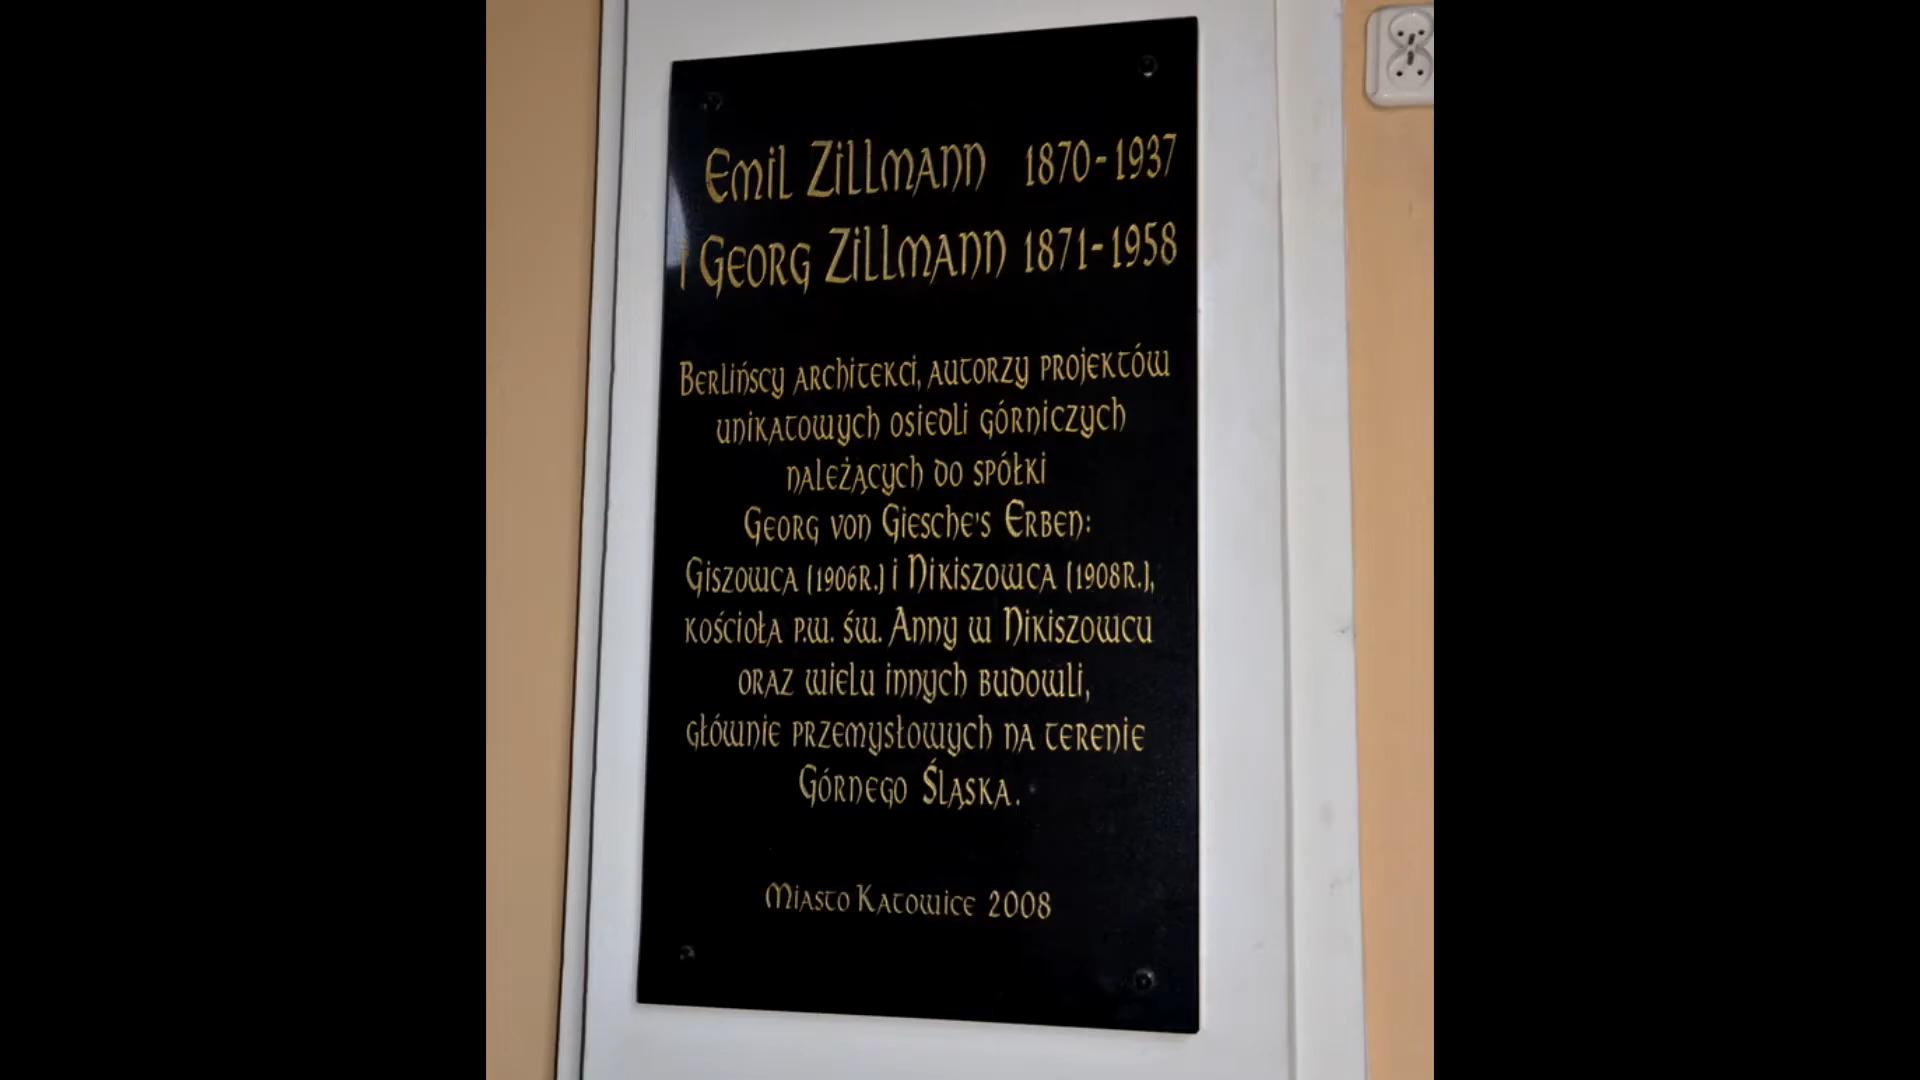 Emil Zillmann 1870-1937
i Georg Zillmann 1871-1958
Berlińscy architekci, autorzy projektów
unikatowych osiedli górniczych
należących do spółki
Georg von Giesche's Erben:
Giszowca (1906r.) i Nikiszowca (1908r.),
kościoła p.w. św. Anny w Nikiszowcu
oraz wielu innych budowli,
głównie przemysłowych na terenie
Górnego Śląska.
Miasto Katowice 2008